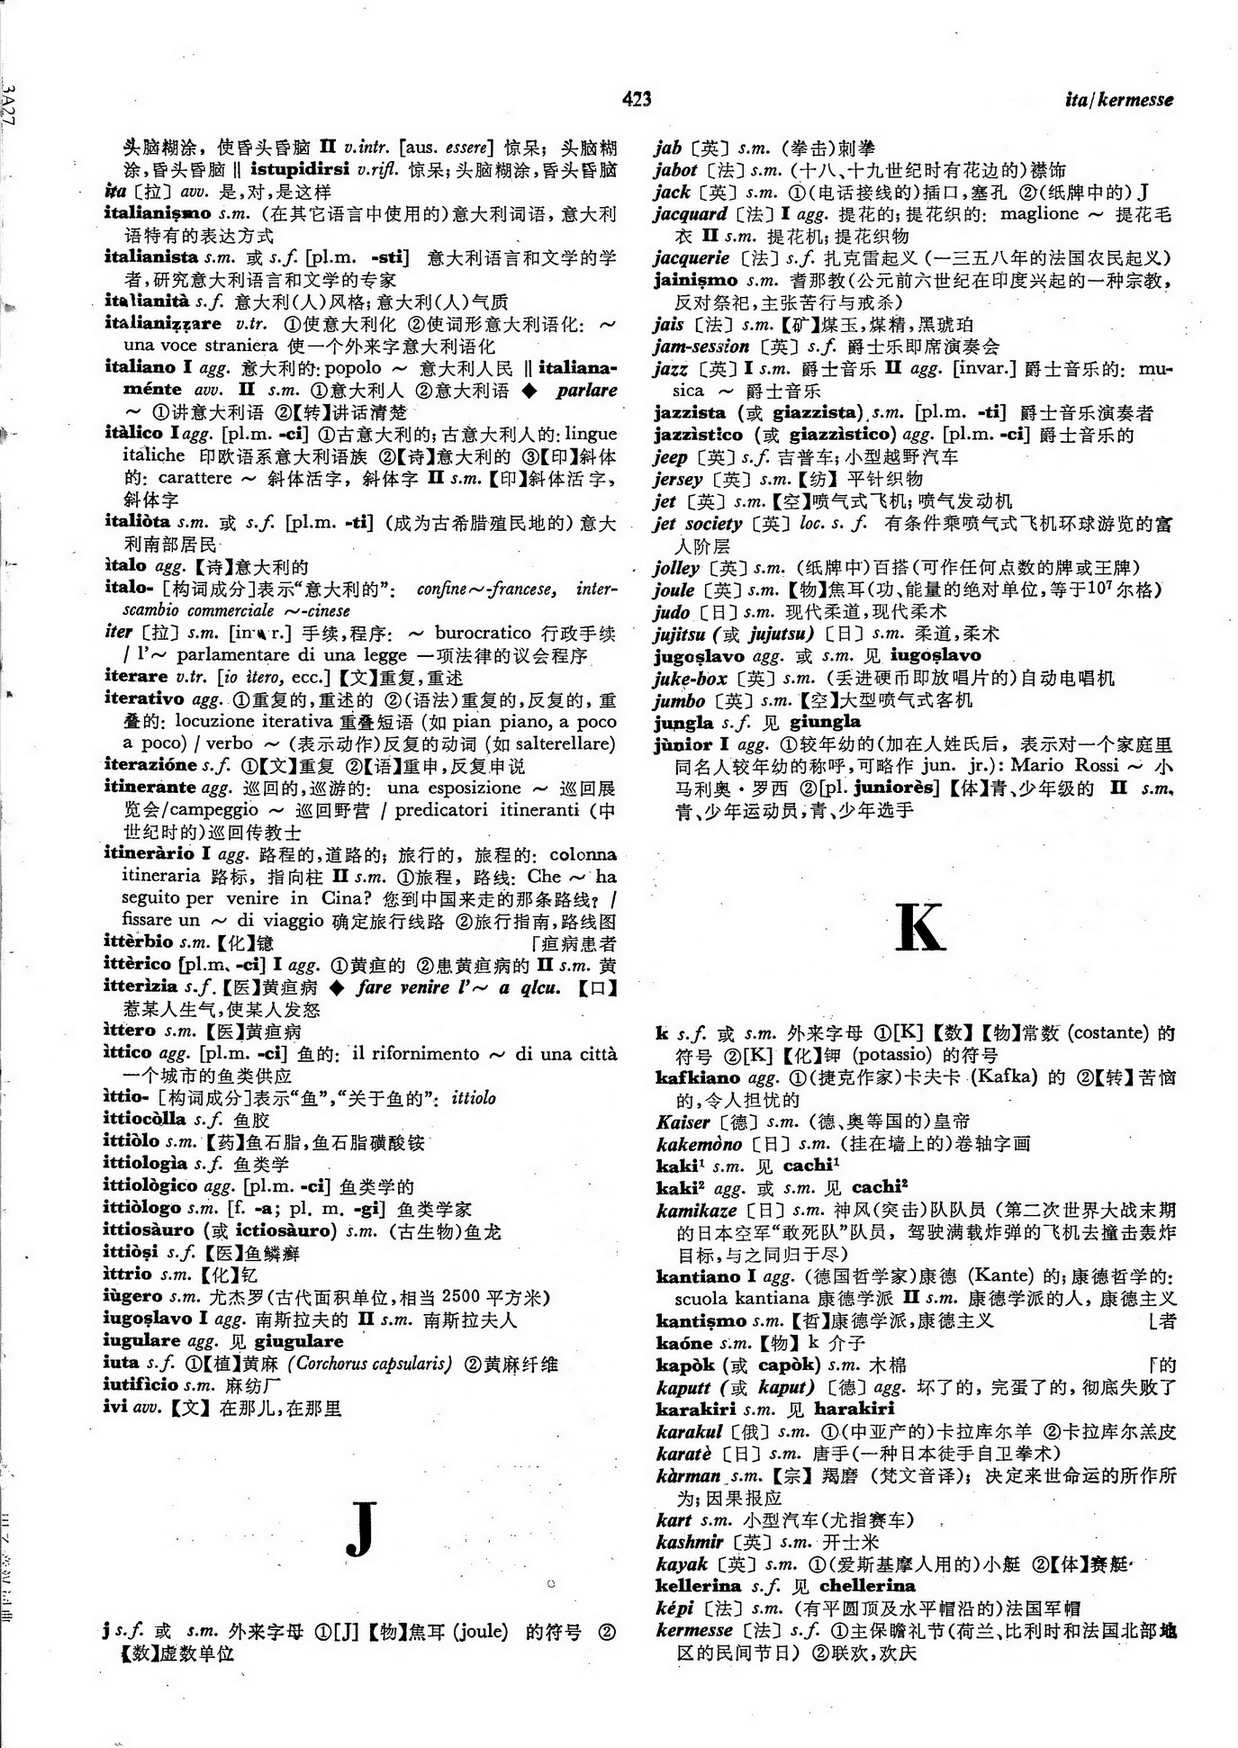 423
ita/kermesse
头脑糊涂，使昏头昏脑 II v.intr. [aus. essere] 惊呆；头脑糊
涂,昏头昏脑 ‖ istupidirsi v.rifl. 惊呆；头脑糊涂,昏头昏脑
ita〔拉〕avv. 是,对,是这样
italianiṣmo s.m. (在其它语言中使用的)意大利词语，意大利
语特有的表达方式
italianista s.m. 或 s.f. [pl.m. -sti] 意大利语言和文学的学
者,研究意大利语言和文学的专家
italianità s.f. 意大利(人)风格；意大利(人)气质
italianiẓẓare v.tr. ①使意大利化 ②使词形意大利语化: ～
una voce straniera 使一个外来字意大利语化
italiano I agg. 意大利的: popolo ～ 意大利人民 ‖ italiana-
ménte avv. II s.m. ①意大利人 ②意大利语 ◆ parlare
～ ①讲意大利语 ②【转】讲话清楚
itàlico I agg. [pl.m. -ci] ①古意大利的；古意大利人的: lingue
italiche 印欧语系意大利语族 ②【诗】意大利的 ③【印】斜体
的: carattere ～ 斜体活字，斜体字 II s.m.【印】斜体活字，
斜体字
italiòta s.m. 或 s.f. [pl.m. -ti] (成为古希腊殖民地的) 意大
利南部居民
ìtalo agg.【诗】意大利的
italo- [构词成分]表示“意大利的”: confine～-francese, inter-
scambio commerciale ～-cinese
iter〔拉〕s.m. [invar.] 手续,程序: ～ burocratico 行政手续
/ l'～ parlamentare di una legge 一项法律的议会程序
iterare v.tr. [io ìtero, ecc.]【文】重复,重述
iterativo agg. ①重复的,重述的 ②(语法)重复的,反复的，重
叠的: locuzione iterativa 重叠短语 (如 pian piano, a poco
a poco) / verbo ～ (表示动作)反复的动词 (如 salterellare)
iterazióne s.f. ①【文】重复 ②【语】重申,反复申说
itinerante agg. 巡回的,巡游的: una esposizione ～ 巡回展
览会/campeggio ～ 巡回野营 / predicatori itineranti (中
世纪时的)巡回传教士
itineràrio I agg. 路程的,道路的；旅行的，旅程的: colonna
itineraria 路标，指向柱 II s.m. ①旅程，路线: Che ～ ha
seguito per venire in Cina? 您到中国来走的那条路线？ /
fissare un ～ di viaggio 确定旅行线路 ②旅行指南,路线图
ittèrbio s.m.【化】镱 「疸病患者
ittèrico [pl.m. -ci] I agg. ①黄疸的 ②患黄疸病的 II s.m. 黄
itterìzia s.f.【医】黄疸病 ◆ fare venire l'～ a qlcu.【口】
惹某人生气,使某人发怒
ìttero s.m.【医】黄疸病
ìttico agg. [pl.m. -ci] 鱼的: il rifornimento ～ di una città
一个城市的鱼类供应
ìttio- [构词成分]表示“鱼”,“关于鱼的”: ittiolo
ittiocòlla s.f. 鱼胶
ittiòlo s.m.【药】鱼石脂,鱼石脂磺酸铵
ittiologìa s.f. 鱼类学
ittiològico agg. [pl.m. -ci] 鱼类学的
ittiòlogo s.m. [f. -a; pl. m. -gi] 鱼类学家
ittiosàuro (或 ictiosàuro) s.m. (古生物)鱼龙
ittiòṣi s.f.【医】鱼鳞癣
ìttrio s.m.【化】钇
iùgero s.m. 尤杰罗(古代面积单位,相当 2500 平方米)
iugoslavo I agg. 南斯拉夫的 II s.m. 南斯拉夫人
iugulare agg. 见 giugulare
iuta s.f. ①【植】黄麻 (Corchorus capsularis) ②黄麻纤维
iutifìcio s.m. 麻纺厂
ivi avv.【文】在那儿,在那里
J
j s.f. 或 s.m. 外来字母 ①[J]【物】焦耳 (joule) 的符号 ②
【数】虚数单位
jab〔英〕s.m. (拳击)刺拳
jabot〔法〕s.m. (十八、十九世纪时有花边的)襟饰
jack〔英〕s.m. ①(电话接线的)插口,塞孔 ②(纸牌中的) J
jacquard〔法〕I agg. 提花的；提花织的: maglione ～ 提花毛
衣 II s.m. 提花机；提花织物
jacquerie〔法〕s.f. 扎克雷起义 (一三五八年的法国农民起义)
jainiṣmo s.m. 耆那教(公元前六世纪在印度兴起的一种宗教，
反对祭祀,主张苦行与戒杀)
jais〔法〕s.m.【矿】煤玉,煤精,黑琥珀
jam-session〔英〕s.f. 爵士乐即席演奏会
jazz〔英〕I s.m. 爵士音乐 II agg. [invar.] 爵士音乐的: mu-
sica ～ 爵士音乐
jazzista (或 giazzista) s.m. [pl.m. -ti] 爵士音乐演奏者
jazzìstico (或 giazzìstico) agg. [pl.m. -ci] 爵士音乐的
jeep〔英〕s.f. 吉普车；小型越野汽车
jersey〔英〕s.m.【纺】平针织物
jet〔英〕s.m.【空】喷气式飞机；喷气发动机
jet society〔英〕loc. s. f. 有条件乘喷气式飞机环球游览的富
人阶层
jolley〔英〕s.m. (纸牌中)百搭(可作任何点数的牌或王牌)
joule〔英〕s.m.【物】焦耳(功、能量的绝对单位,等于10⁷尔格)
judo〔日〕s.m. 现代柔道,现代柔术
jujitsu (或 jujutsu)〔日〕s.m. 柔道,柔术
jugoṣlavo agg. 或 s.m. 见 iugoṣlavo
juke-box〔英〕s.m. (丢进硬币即放唱片的)自动电唱机
jumbo〔英〕s.m.【空】大型喷气式客机
jungla s.f. 见 giungla
jùnior I agg. ①较年幼的(加在人姓氏后，表示对一个家庭里
同名人较年幼的称呼,可略作 jun. jr.): Mario Rossi ～ 小
马利奥·罗西 ②[pl. juniorès]【体】青、少年级的 II s.m.
青、少年运动员,青、少年选手
K
k s.f. 或 s.m. 外来字母 ①[K]【数】【物】常数 (costante) 的
符号 ②[K]【化】钾 (potassio) 的符号
kafkiano agg. ①(捷克作家)卡夫卡 (Kafka) 的 ②【转】苦恼
的,令人担忧的
Kaiser〔德〕s.m. (德、奥等国的)皇帝
kakemòno〔日〕s.m. (挂在墙上的)卷轴字画
kaki¹ s.m. 见 cachi¹
kaki² agg. 或 s.m. 见 cachi²
kamikaze〔日〕s.m. 神风(突击)队队员 (第二次世界大战末期
的日本空军“敢死队”队员，驾驶满载炸弹的飞机去撞击轰炸
目标,与之同归于尽)
kantiano I agg. (德国哲学家)康德 (Kante) 的；康德哲学的:
scuola kantiana 康德学派 II s.m. 康德学派的人，康德主义
kantiṣmo s.m.【哲】康德学派,康德主义 ⌊者
kaóne s.m.【物】k 介子
kapòk (或 capòk) s.m. 木棉 「的
kaputt (或 kaput)〔德〕agg. 坏了的，完蛋了的,彻底失败了
karakiri s.m. 见 harakiri
karakul〔俄〕s.m. ①(中亚产的)卡拉库尔羊 ②卡拉库尔羔皮
karatè〔日〕s.m. 唐手(一种日本徒手自卫拳术)
kàrman s.m.【宗】羯磨 (梵文音译)；决定来世命运的所作所
为；因果报应
kart s.m. 小型汽车(尤指赛车)
kashmir〔英〕s.m. 开士米
kayak〔英〕s.m. ①(爱斯基摩人用的)小艇 ②【体】赛艇
kellerina s.f. 见 chellerina
képi〔法〕s.m. (有平圆顶及水平帽沿的)法国军帽
kermesse〔法〕s.f. ①主保瞻礼节(荷兰、比利时和法国北部地
区的民间节日) ②联欢,欢庆